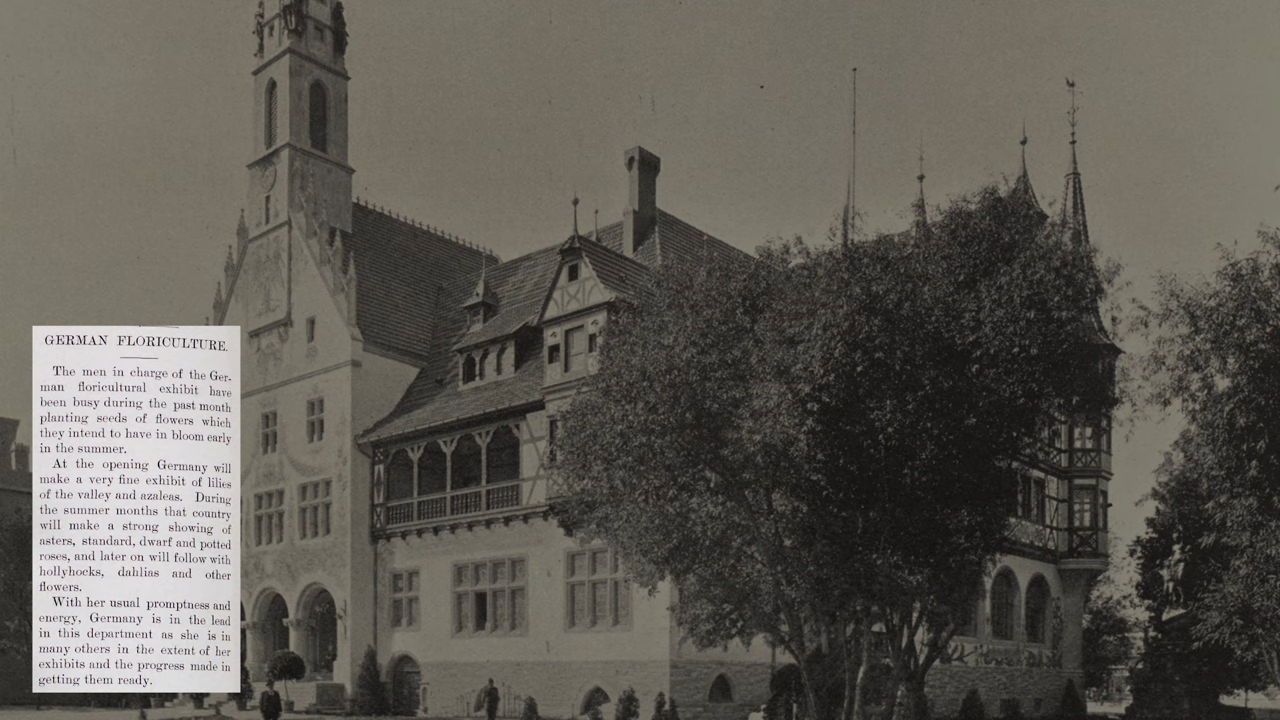 GERMAN FLORICULTURE.
The men in charge of the Ger-
man floricultural exhibit have
been busy during the past month
planting seeds of flowers which
they intend to have in bloom early
in the summer.
At the opening Germany will
make a very fine exhibit of lilies
of the valley and azaleas. During
the summer months that country
will make a strong showing of
asters, standard, dwarf and potted
roses, and later on will follow with
hollyhocks, dahlias and other
flowers.
With her usual promptness and
energy, Germany is in the lead
in this department as she is in
many others in the extent of her
exhibits and the progress made in
getting them ready.